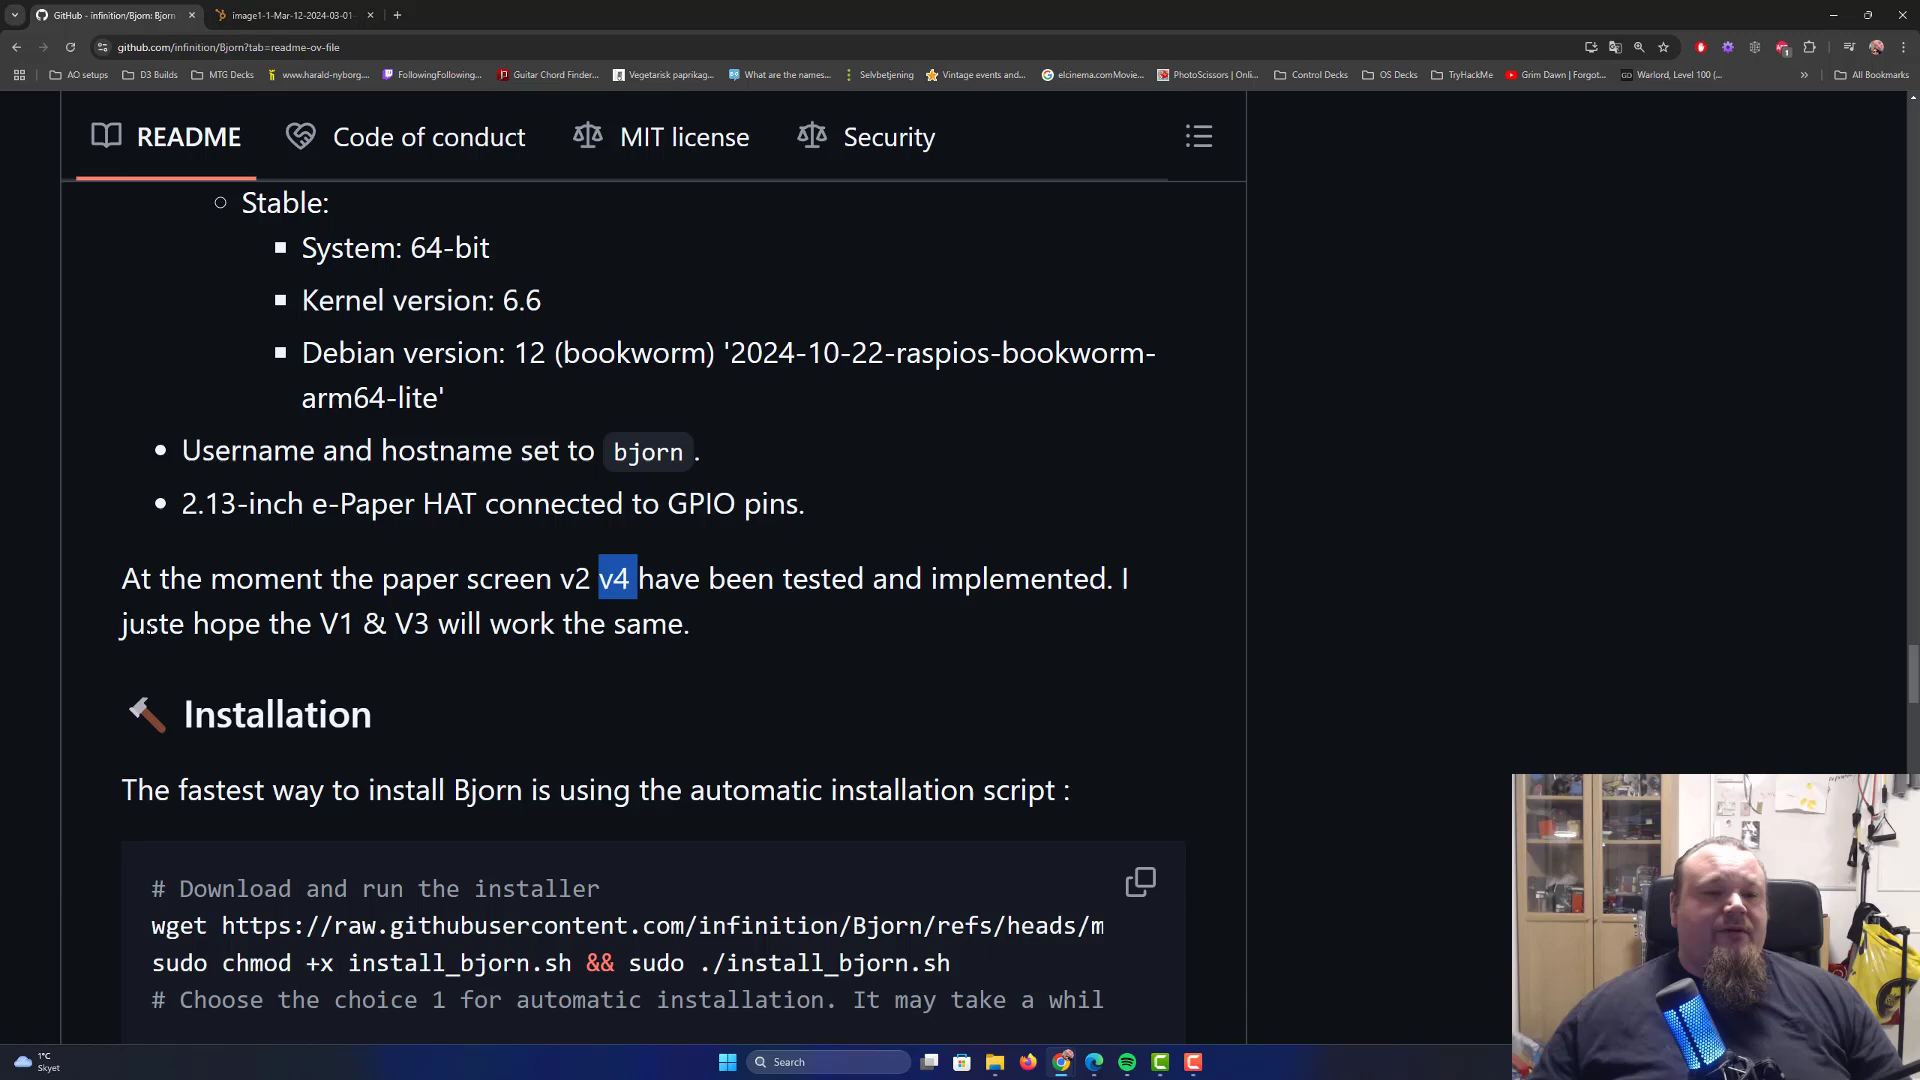 GitHub - infinition/Bjorn: Bjorn
image1-1-Mar-12-2024-03-01-
github.com/infinition/Bjorn?tab=readme-ov-file
AO setups
D3 Builds
MTG Decks
www.harald-nyborg....
FollowingFollowing...
Guitar Chord Finder...
Vegetarisk paprikag...
What are the names...
Selvbetjening
Vintage events and...
elcinema.comMovie...
PhotoScissors | Onli...
Control Decks
OS Decks
TryHackMe
Grim Dawn | Forgot...
Warlord, Level 100 (...
All Bookmarks
README
Code of conduct
MIT license
Security
Stable:
System: 64-bit
Kernel version: 6.6
Debian version: 12 (bookworm) '2024-10-22-raspios-bookworm-
arm64-lite'
Username and hostname set to bjorn.
2.13-inch e-Paper HAT connected to GPIO pins.
At the moment the paper screen v2 v4 have been tested and implemented. I
juste hope the V1 & V3 will work the same.
Installation
The fastest way to install Bjorn is using the automatic installation script :
# Download and run the installer
wget https://raw.githubusercontent.com/infinition/Bjorn/refs/heads/m
sudo chmod +x install_bjorn.sh && sudo ./install_bjorn.sh
# Choose the choice 1 for automatic installation. It may take a whil
1°C
Skyet
Search